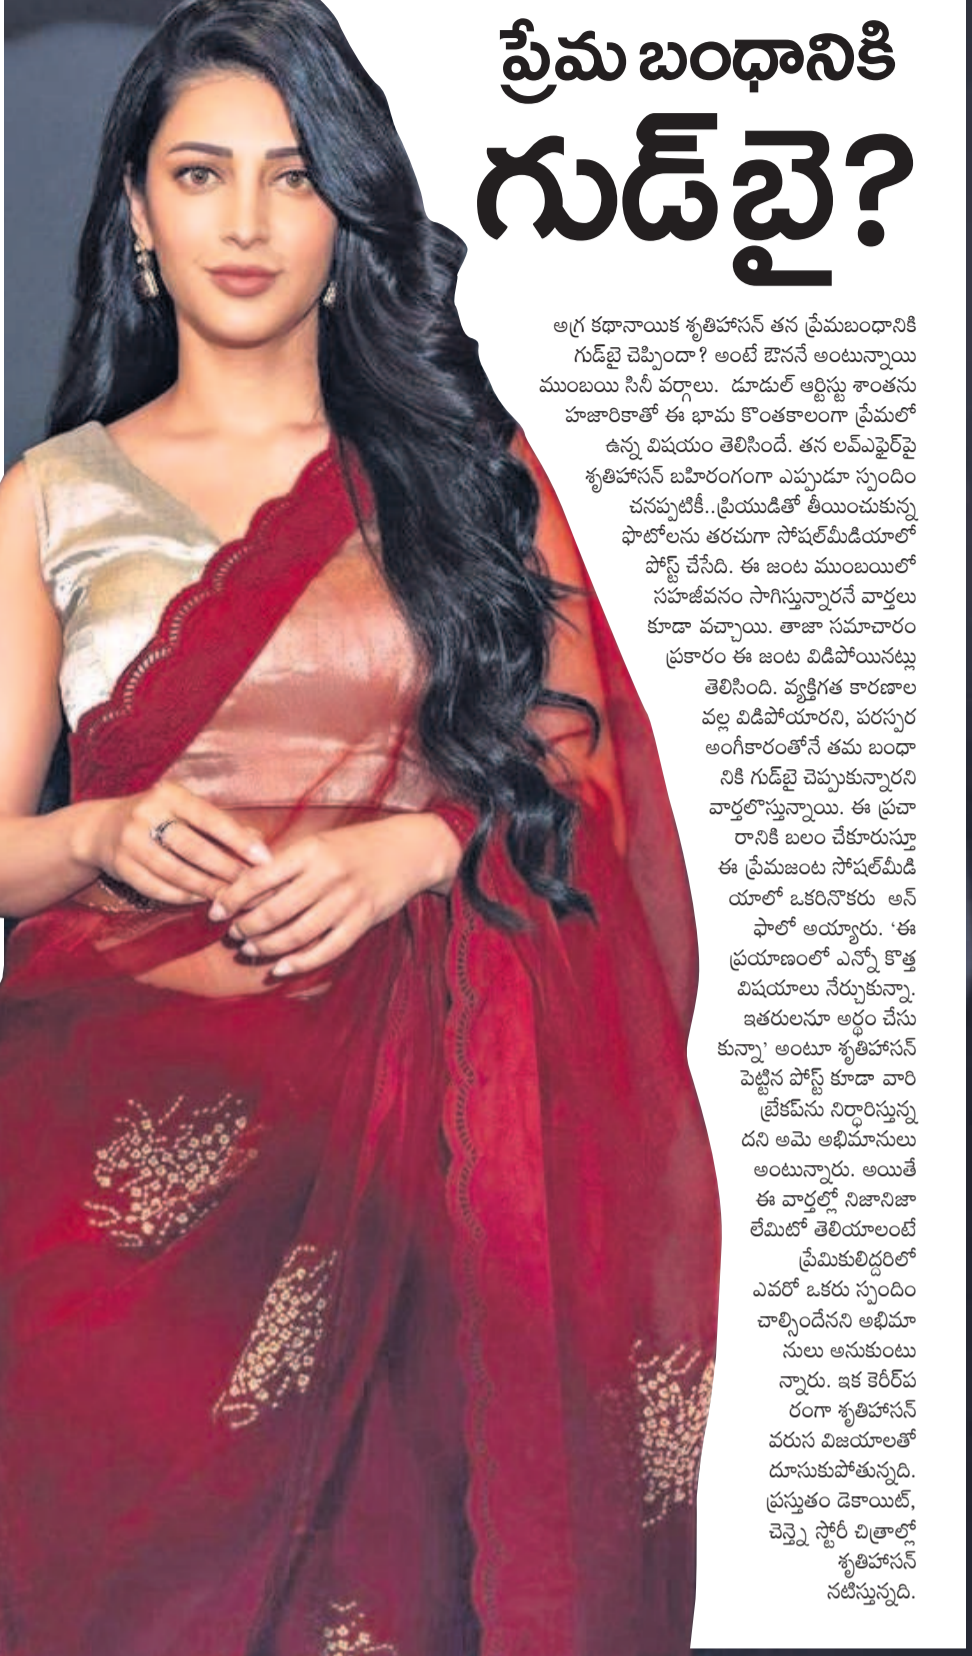 ప్రేమ బంధానికి
గుడ్‌బై?
అగ్ర కథానాయిక శృతిహాసన్ తన ప్రేమబంధానికి
గుడ్‌బై చెప్పిందా? అంటే ఔననే అంటున్నాయి
ముంబయి సినీ వర్గాలు. డూడుల్ ఆర్టిస్టు శాంతను
హజారికాతో ఈ భామ కొంతకాలంగా ప్రేమలో
ఉన్న విషయం తెలిసిందే. తన లవ్‌ఎఫైర్‌పై
శృతిహాసన్ బహిరంగంగా ఎప్పుడూ స్పందిం
చనప్పటికీ..ప్రియుడితో తీయించుకున్న
ఫొటోలను తరచుగా సోషల్‌మీడియాలో
పోస్ట్ చేసేది. ఈ జంట ముంబయిలో
సహజీవనం సాగిస్తున్నారనే వార్తలు
కూడా వచ్చాయి. తాజా సమాచారం
ప్రకారం ఈ జంట విడిపోయినట్లు
తెలిసింది. వ్యక్తిగత కారణాల
వల్ల విడిపోయారని, పరస్పర
అంగీకారంతోనే తమ బంధా
నికి గుడ్‌బై చెప్పుకున్నారని
వార్తలొస్తున్నాయి. ఈ ప్రచా
రానికి బలం చేకూరుస్తూ
ఈ ప్రేమజంట సోషల్‌మీడి
యాలో ఒకరినొకరు అన్
ఫాలో అయ్యారు. ‘ఈ
ప్రయాణంలో ఎన్నో కొత్త
విషయాలు నేర్చుకున్నా.
ఇతరులనూ అర్థం చేసు
కున్నా’ అంటూ శృతిహాసన్
పెట్టిన పోస్ట్ కూడా వారి
బ్రేకప్‌ను నిర్ధారిస్తున్న
దని అమె అభిమానులు
అంటున్నారు. అయితే
ఈ వార్తల్లో నిజానిజా
లేమిటో తెలియాలంటే
ప్రేమికులిద్దరిలో
ఎవరో ఒకరు స్పందిం
చాల్సిందేనని అభిమా
నులు అనుకుంటు
న్నారు. ఇక కెరీర్‌ప
రంగా శృతిహాసన్
వరుస విజయాలతో
దూసుకుపోతున్నది.
ప్రస్తుతం డెకాయిట్,
చెన్నై స్టోరీ చిత్రాల్లో
శృతిహాసన్
నటిస్తున్నది.